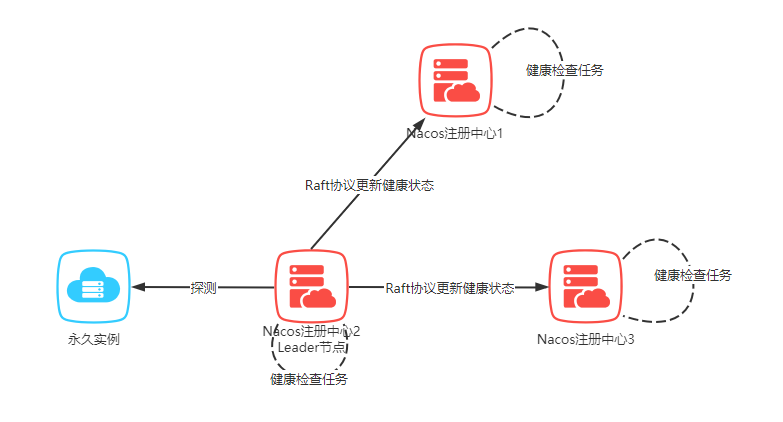 健康检查任务
Nacos注册中心1
Raft协议更新健康状态
健康检查任务
探测
Raft协议更新健康状态
永久实例
Nacos注册中心2
Leader节点
Nacos注册中心3
健康检查任务